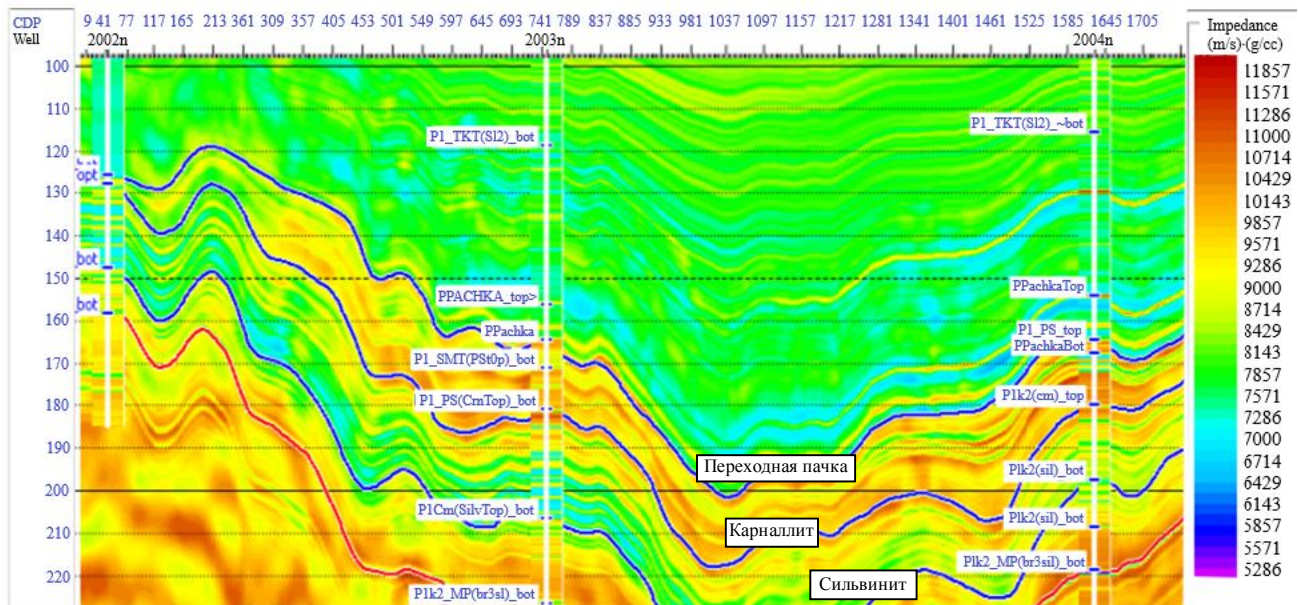 CDP 9 41 77 117 165 213 361 309 357 405 453 501 549 597 645 693 741 789 837 885 933 981 1037 1097 1157 1217 1281 1341 1401 1461 1525 1585 1645 1705
Well 2002n 2003n 2004n
Impedance
(m/s)·(g/cc)
100
110
120
130
140
150
160
170
180
190
200
210
220
opt
_bot
_bot
P1_TKT(Sl2)_bot
PPACHKA_top>
PPachka
P1_SMT(PSt0p)_bot
P1_PS(CrnTop)_bot
P1Cm(SilvTop)_bot
P1k2_MP(br3sil)_bot
P1_TKT(Sl2)_~bot
PPachkaTop
P1_PS_top
PPachkaBot
P1k2(cm)_top
Plk2(sil)_bot
Plk2(sil)_bot
Plk2_MP(br3sil)_bot
Переходная пачка
Карналлит
Сильвинит
11857
11571
11286
11000
10714
10429
10143
9857
9571
9286
9000
8714
8429
8143
7857
7571
7286
7000
6714
6429
6143
5857
5571
5286